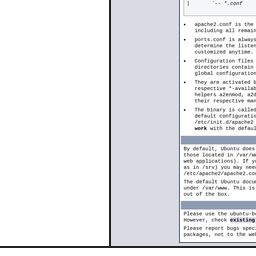 |       `-- *.conf
apache2.conf is the
including all remain
ports.conf is always
determine the listen
customized anytime.
Configuration files
directories contain
global configuration
They are activated b
respective *-availab
helpers a2enmod, a2d
their respective man
The binary is called
default configuratio
/etc/init.d/apache2
work with the defaul
By default, Ubuntu does
those located in /var/w
web applications). If yo
as in /srv) you may need
/etc/apache2/apache2.co
The default Ubuntu docum
under /var/www. This is
out of the box.
Please use the ubuntu-b
However, check existing
Please report bugs speci
packages, not to the web